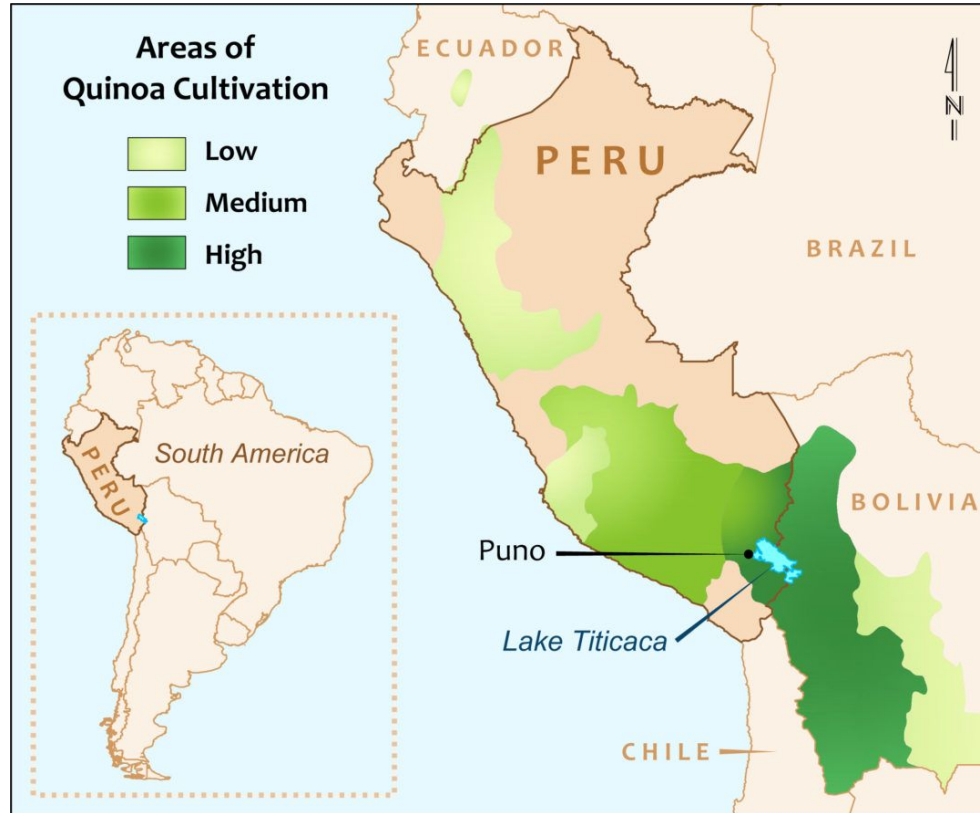 Areas of
Quinoa Cultivation
Low
Medium
High
ECUADOR
N
PERU
BRAZIL
BOLIVIA
Puno
Lake Titicaca
CHILE
South America
PERU